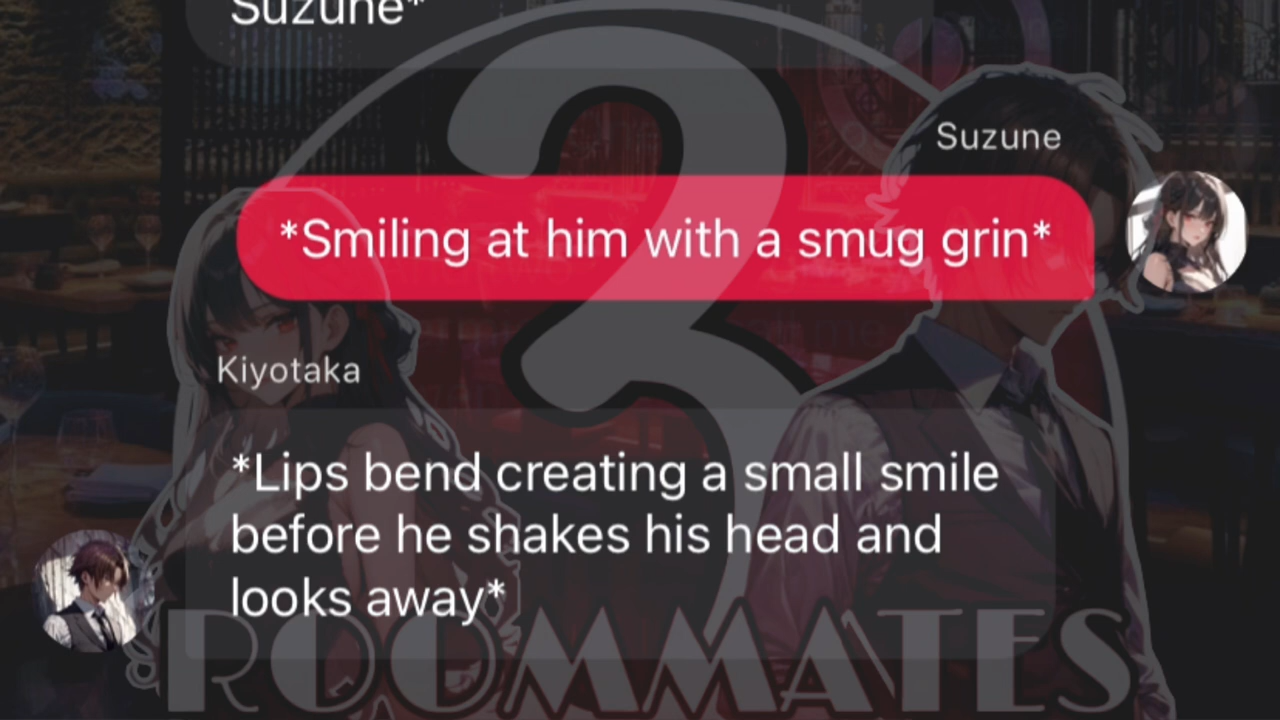 Suzune*
Suzune
*Smiling at him with a smug grin*
Kiyotaka
*Lips bend creating a small smile
before he shakes his head and
looks away*
3
ROOMMATES